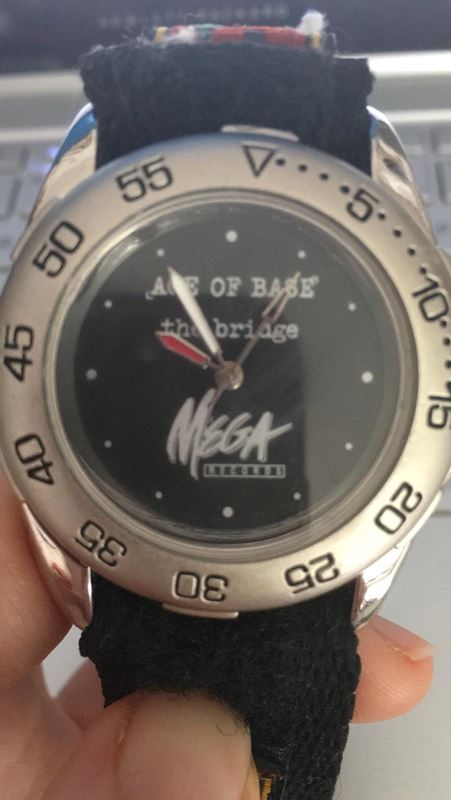 ACE OF BASE
the bridge
MEGA
RECORDS
5
10
15
20
25
30
35
40
45
50
55